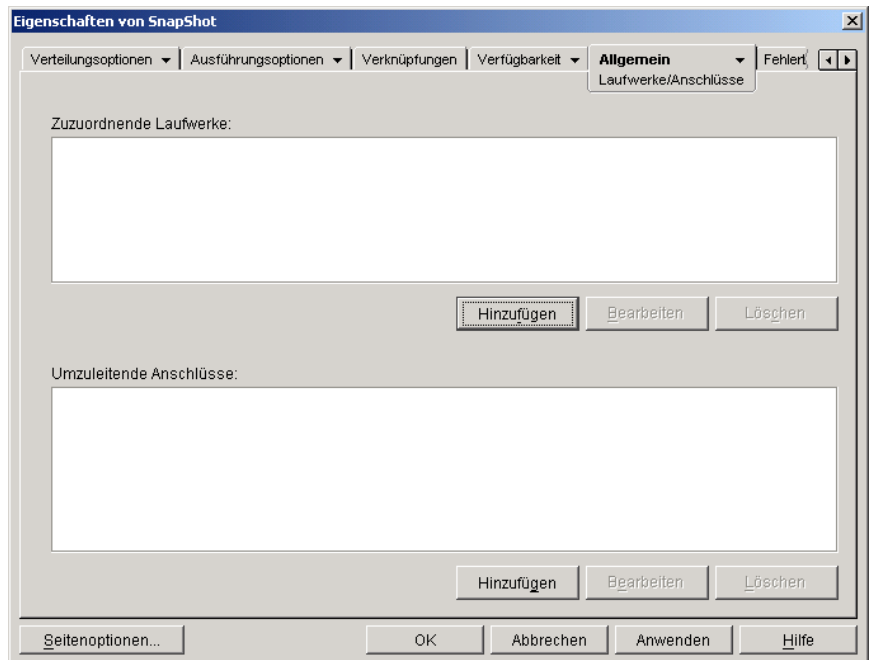 Eigenschaften von SnapShot
Verteilungsoptionen Ausführungsoptionen Verknüpfungen Verfügbarkeit Allgemein Fehlert
Laufwerke/Anschlüsse
Zuzuordnende Laufwerke:
Hinzufügen Bearbeiten Löschen
Umzuleitende Anschlüsse:
Hinzufügen Bearbeiten Löschen
Seitenoptionen... OK Abbrechen Anwenden Hilfe